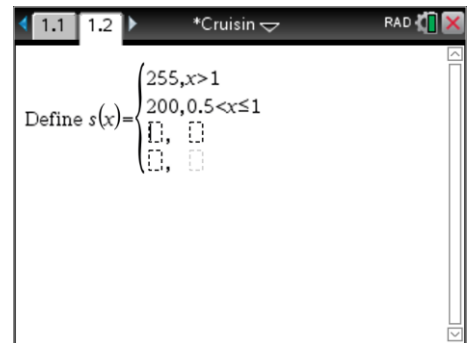 1.1 1.2 *Cruisin RAD
255,x>1
200,0.5<x≤1
Define s(x)=
,
,